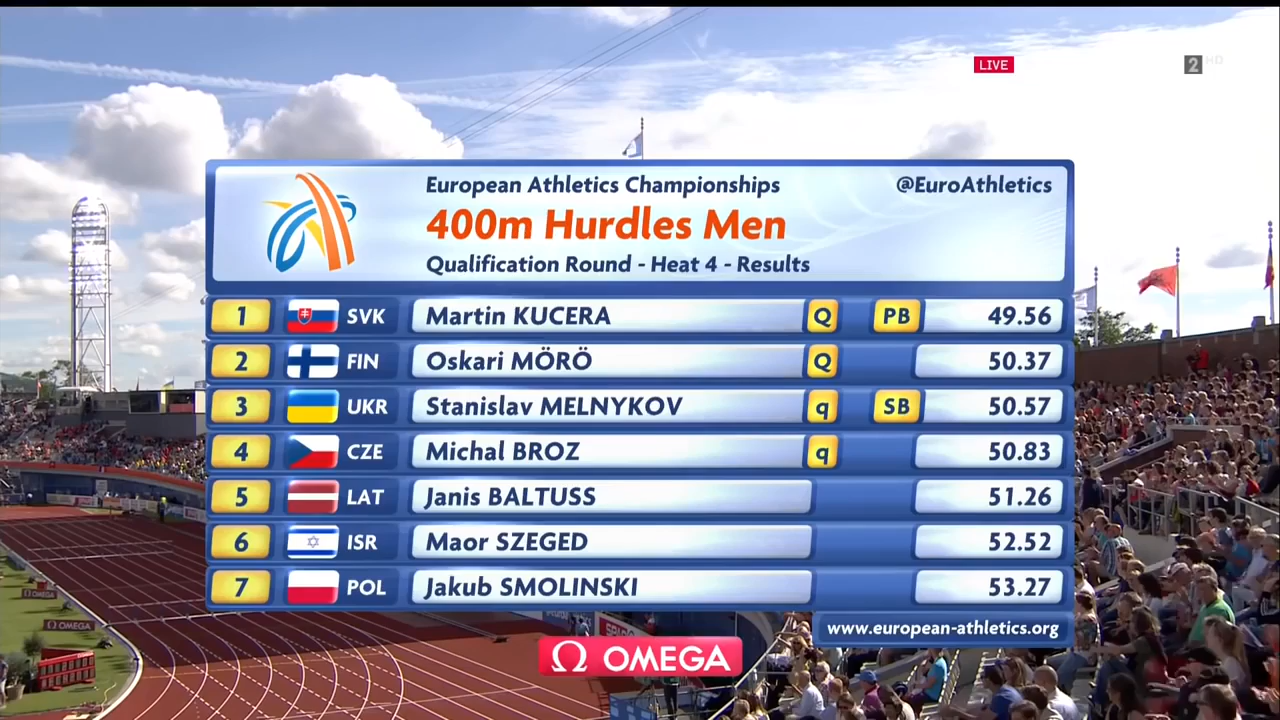 LIVE
2 HD
European Athletics Championships
@EuroAthletics
400m Hurdles Men
Qualification Round - Heat 4 - Results
1 SVK Martin KUCERA Q PB 49.56
2 FIN Oskari MÖRÖ Q 50.37
3 UKR Stanislav MELNYKOV q SB 50.57
4 CZE Michal BROZ q 50.83
5 LAT Janis BALTUSS 51.26
6 ISR Maor SZEGED 52.52
7 POL Jakub SMOLINSKI 53.27
www.european-athletics.org
Ω OMEGA
Ω OMEGA
Ω OMEGA